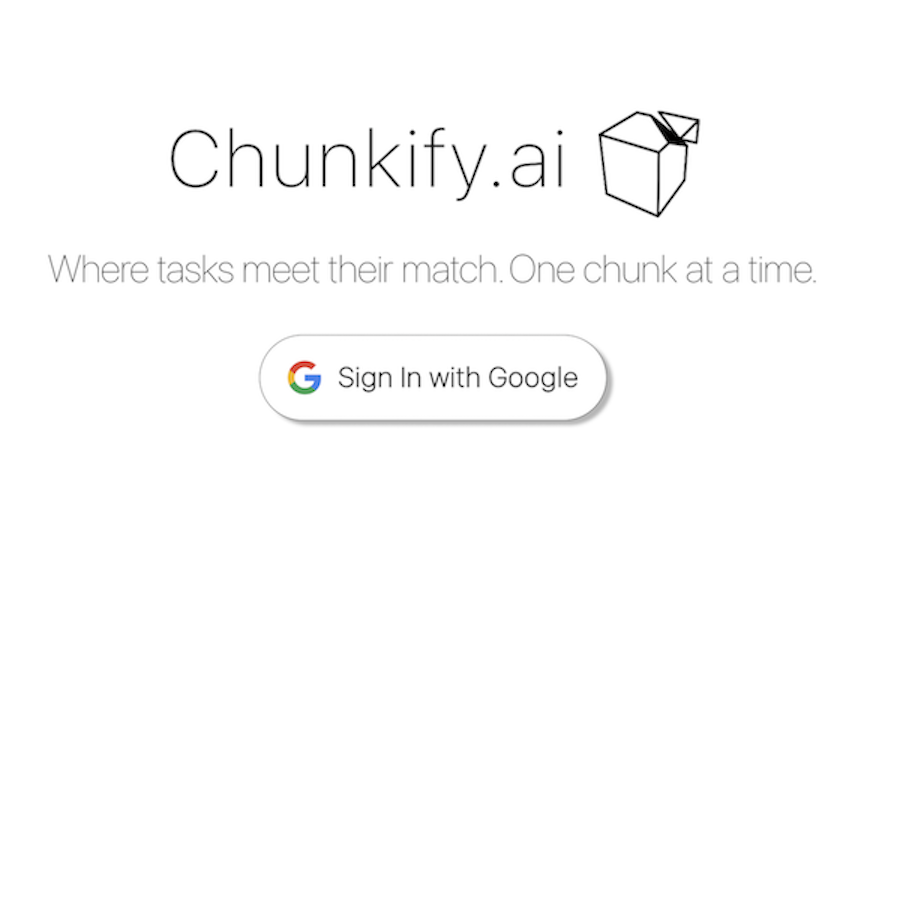 Chunkify.ai
Where tasks meet their match. One chunk at a time.
Sign In with Google